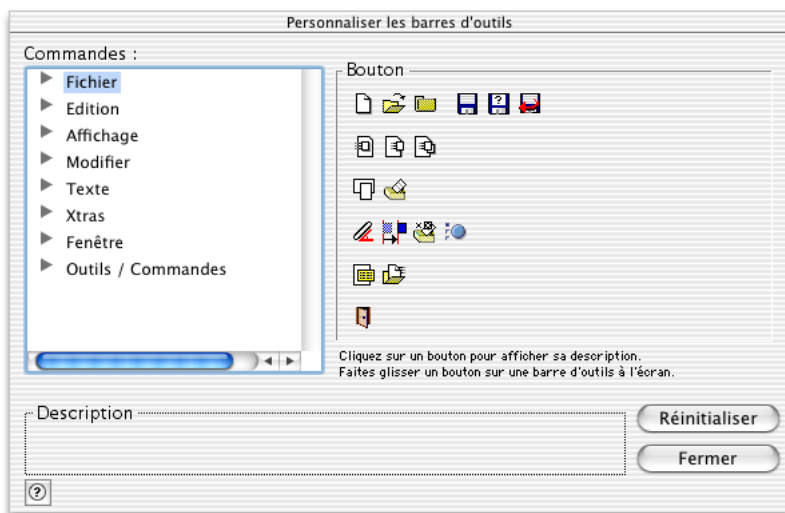 Personnaliser les barres d'outils
Commandes :
Fichier
Edition
Affichage
Modifier
Texte
Xtras
Fenêtre
Outils / Commandes
Bouton
Cliquez sur un bouton pour afficher sa description.
Faites glisser un bouton sur une barre d'outils à l'écran.
Description
Réinitialiser
Fermer
?